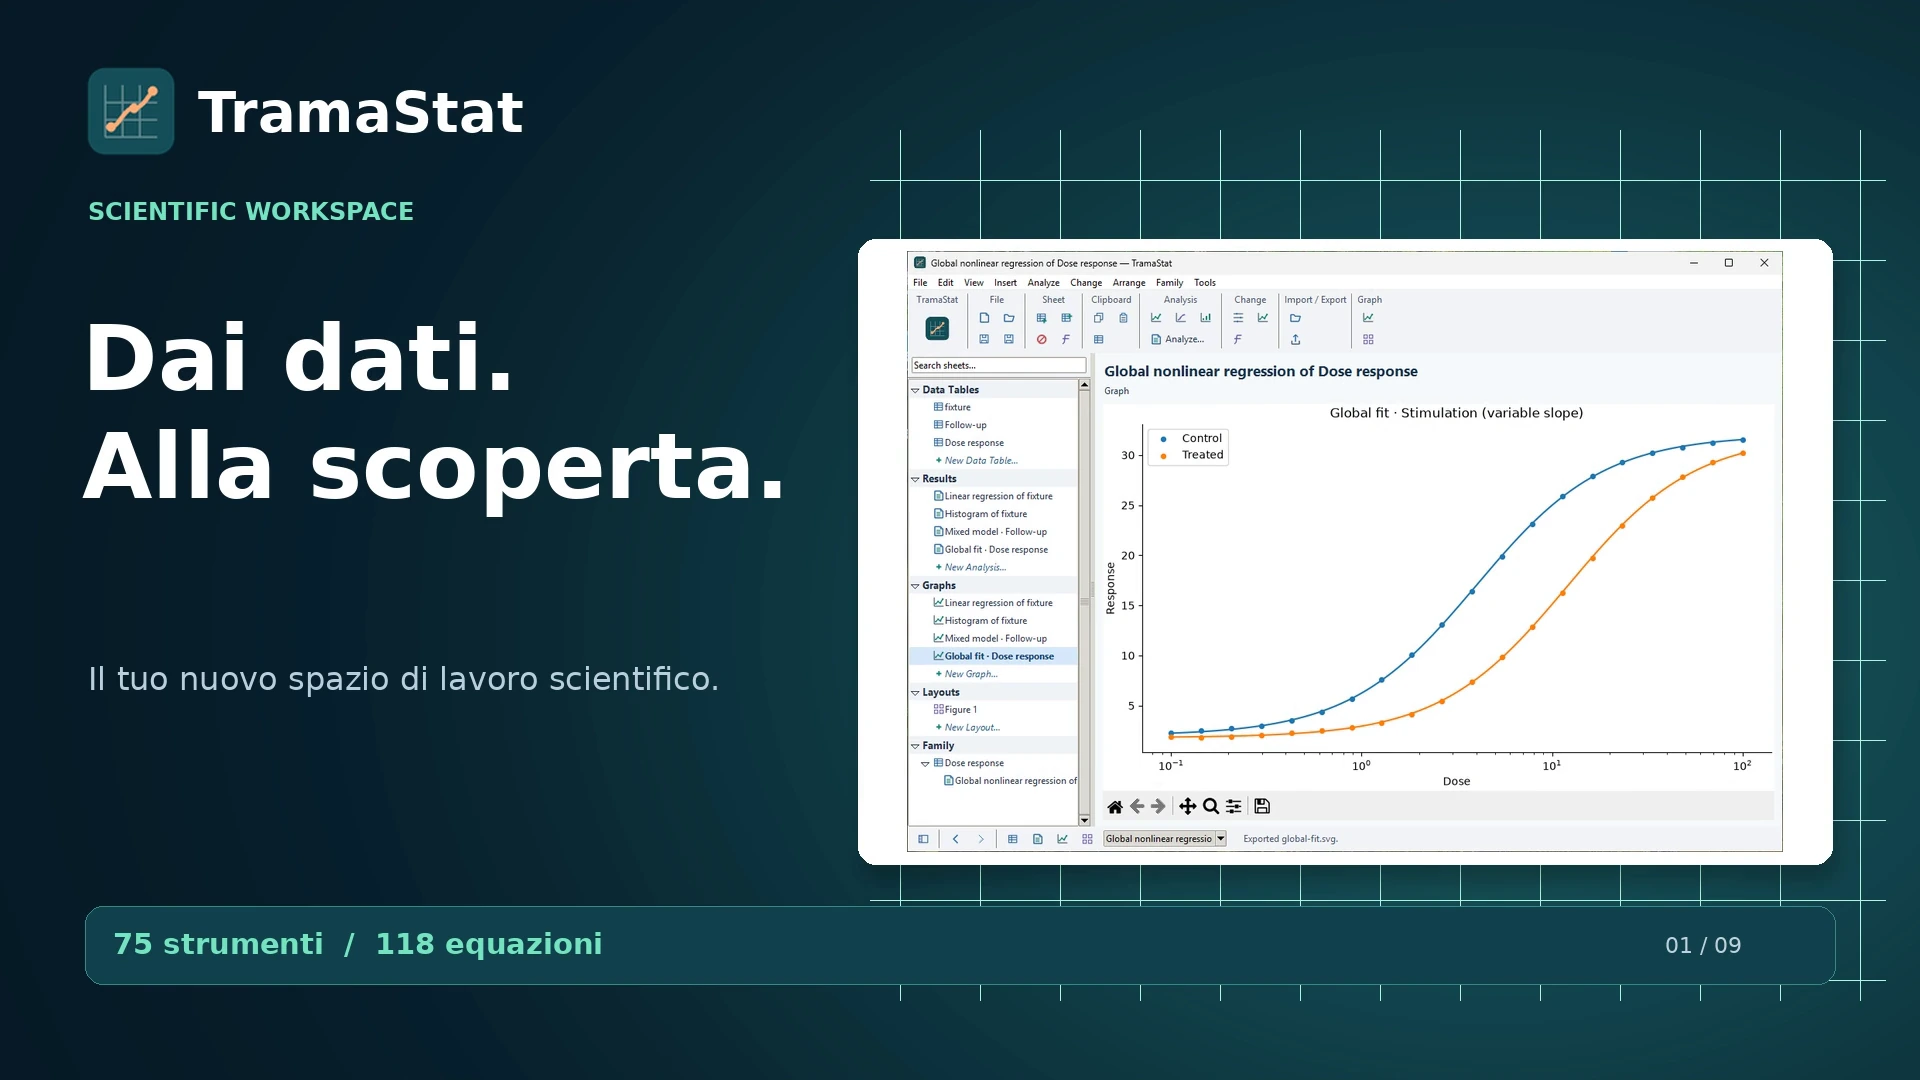 TramaStat
SCIENTIFIC WORKSPACE
Dai dati.
Alla scoperta.
Il tuo nuovo spazio di lavoro scientifico.
Global nonlinear regression of Dose response — TramaStat
File Edit View Insert Analyze Change Arrange Family Tools
TramaStat File Sheet Clipboard Analysis Change Import / Export Graph
Analyze...
Search sheets...
Data Tables
fixture
Follow-up
Dose response
+ New Data Table...
Results
Linear regression of fixture
Histogram of fixture
Mixed model · Follow-up
Global fit · Dose response
+ New Analysis...
Graphs
Linear regression of fixture
Histogram of fixture
Mixed model · Follow-up
Global fit · Dose response
+ New Graph...
Layouts
Figure 1
+ New Layout...
Family
Dose response
Global nonlinear regression of
Global nonlinear regression of Dose response
Graph
Global fit · Stimulation (variable slope)
Control
Treated
30
25
20
15
10
5
Response
10⁻¹ 10⁰ 10¹ 10²
Dose
Global nonlinear regressio
Exported global-fit.svg.
75 strumenti / 118 equazioni
01 / 09